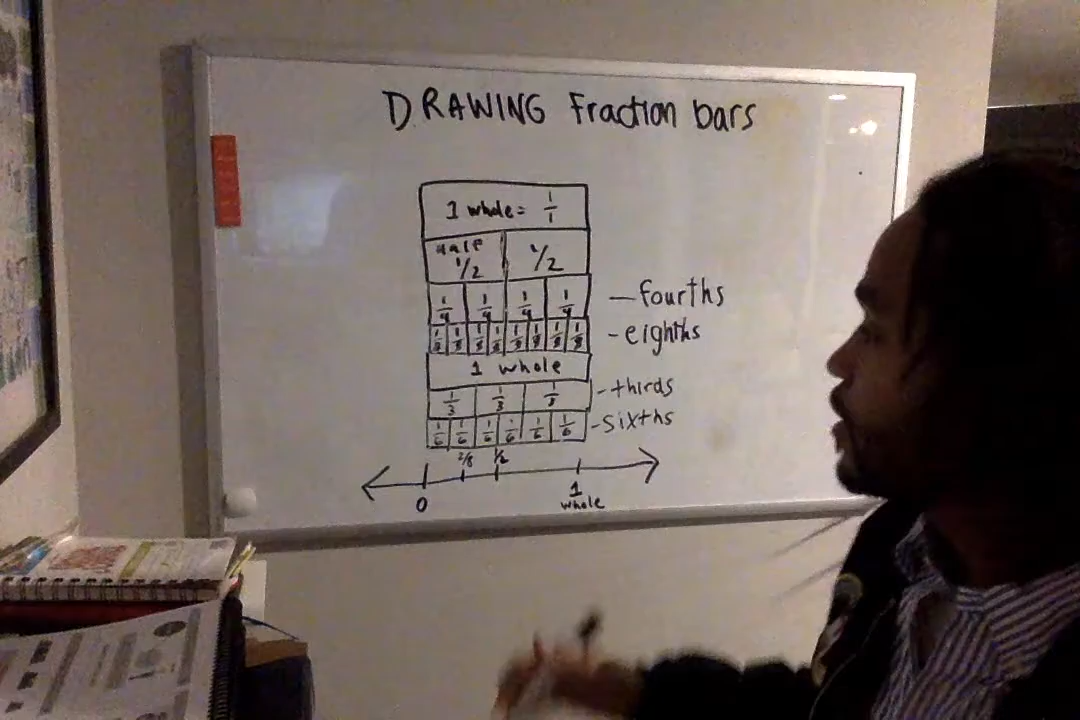 DRAWING Fraction bars
1 whole = 1/1
Half
1/2 1/2
1/4 1/4 1/4 1/4 - fourths
1/8 1/8 1/8 1/8 1/8 1/8 1/8 1/8 - eighths
1 whole
1/3 1/3 1/3 - thirds
1/6 1/6 1/6 1/6 1/6 1/6 - sixths
2/8 1/2
0 1
whole